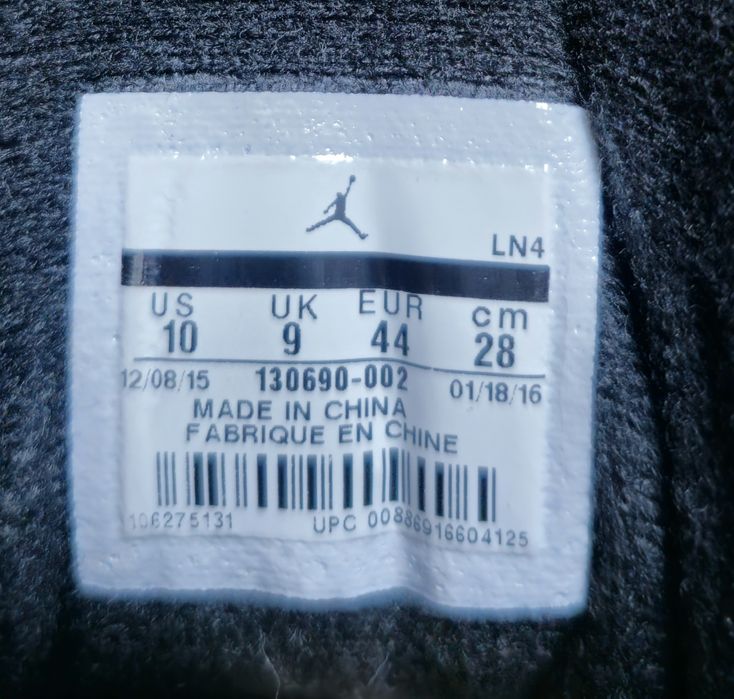 LN4
US UK EUR cm
10 9 44 28
12/08/15 130690-002 01/18/16
MADE IN CHINA
FABRIQUE EN CHINE
106275131 UPC 00886916604125